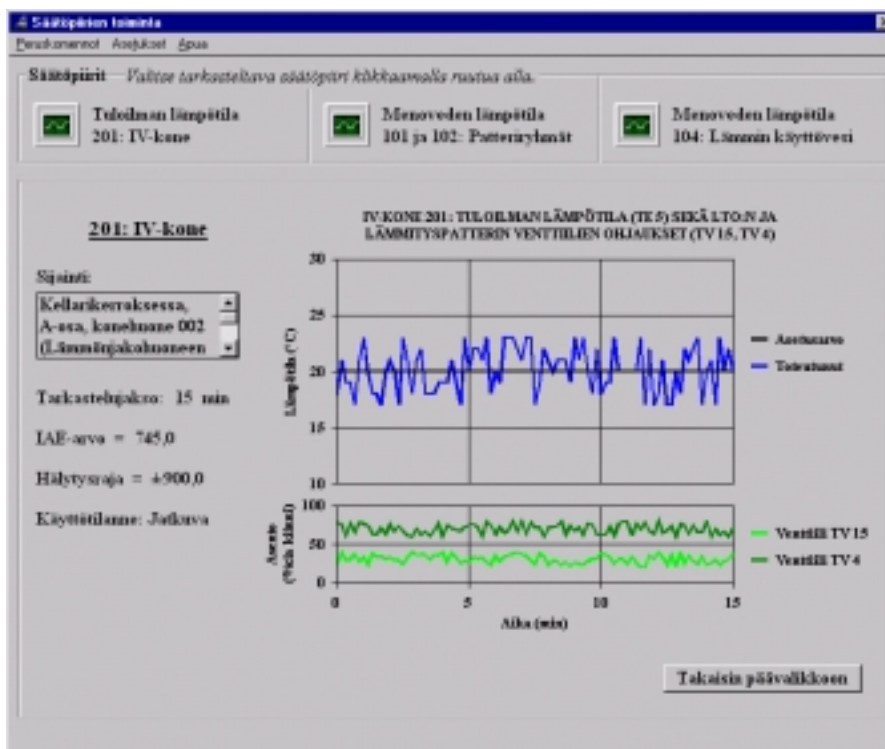 Säätöpiirien toiminta
Peruskomennot Asetukset Apua
Säätöpiirit Valitse tarkasteltava säätöpiiri klikkaamalla ruutua alla.
Tuloilman lämpötila
201: IV-kone
Menoveden lämpötila
101 ja 102: Patteriryhmät
Menoveden lämpötila
104: Lämmin käyttövesi
201: IV-kone
Sijainti:
Kellarikerroksessa,
A-osa, konehuone 002
(Lämmönjakohuoneen
Tarkastelujakso: 15 min
IAE-arvo = 745,0
Hälytysraja = ±900,0
Käyttötilanne: Jatkuva
IV-KONE 201: TULOILMAN LÄMPÖTILA (TE 5) SEKÄ LTO:N JA
LÄMMITYSPATTERIN VENTTIILIEN OHJAUKSET (TV 15, TV 4)
Lämpötila (°C)
30
25
20
15
10
Asetusarvo
Toteutunut
Asento
(%:ia kiinni)
100
50
0
Venttiili TV 15
Venttiili TV 4
0 5 10 15
Aika (min)
Takaisin päävalikkoon